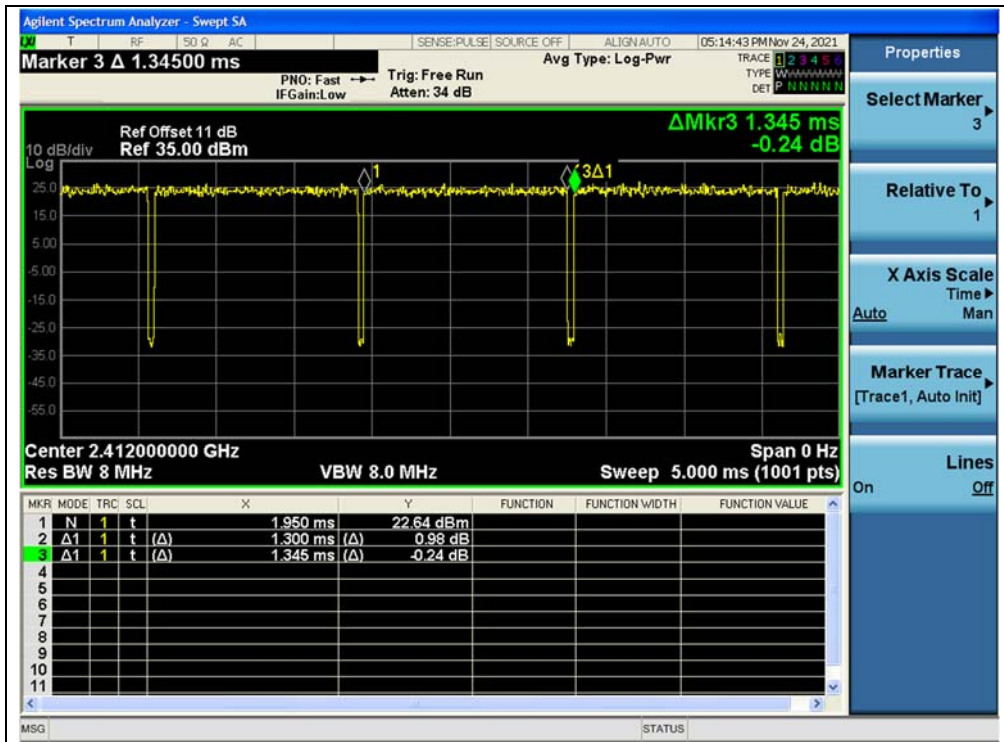 Agilent Spectrum Analyzer - Swept SA
LXI T RF 50 Ω AC SENSE:PULSE SOURCE OFF ALIGN AUTO 05:14:43 PM Nov 24, 2021
Marker 3 Δ 1.34500 ms
PNO: Fast
IFGain:Low
Trig: Free Run
Atten: 34 dB
Avg Type: Log-Pwr
TRACE 1 2 3 4 5 6
TYPE W
DET P N N N N N
Properties
Select Marker
3
Relative To
1
X Axis Scale
Time
Auto Man
Marker Trace
[Trace1, Auto Init]
Lines
On Off
ΔMkr3 1.345 ms
-0.24 dB
Ref Offset 11 dB
10 dB/div Ref 35.00 dBm
Log
1
3Δ1
25.0
15.0
5.00
-5.00
-15.0
-25.0
-35.0
-45.0
-55.0
Center 2.412000000 GHz Span 0 Hz
Res BW 8 MHz VBW 8.0 MHz Sweep 5.000 ms (1001 pts)
MKR MODE TRC SCL X Y FUNCTION FUNCTION WIDTH FUNCTION VALUE
1 N 1 t 1.950 ms 22.64 dBm
2 Δ1 1 t (Δ) 1.300 ms (Δ) 0.98 dB
3 Δ1 1 t (Δ) 1.345 ms (Δ) -0.24 dB
4
5
6
7
8
9
10
11
MSG STATUS